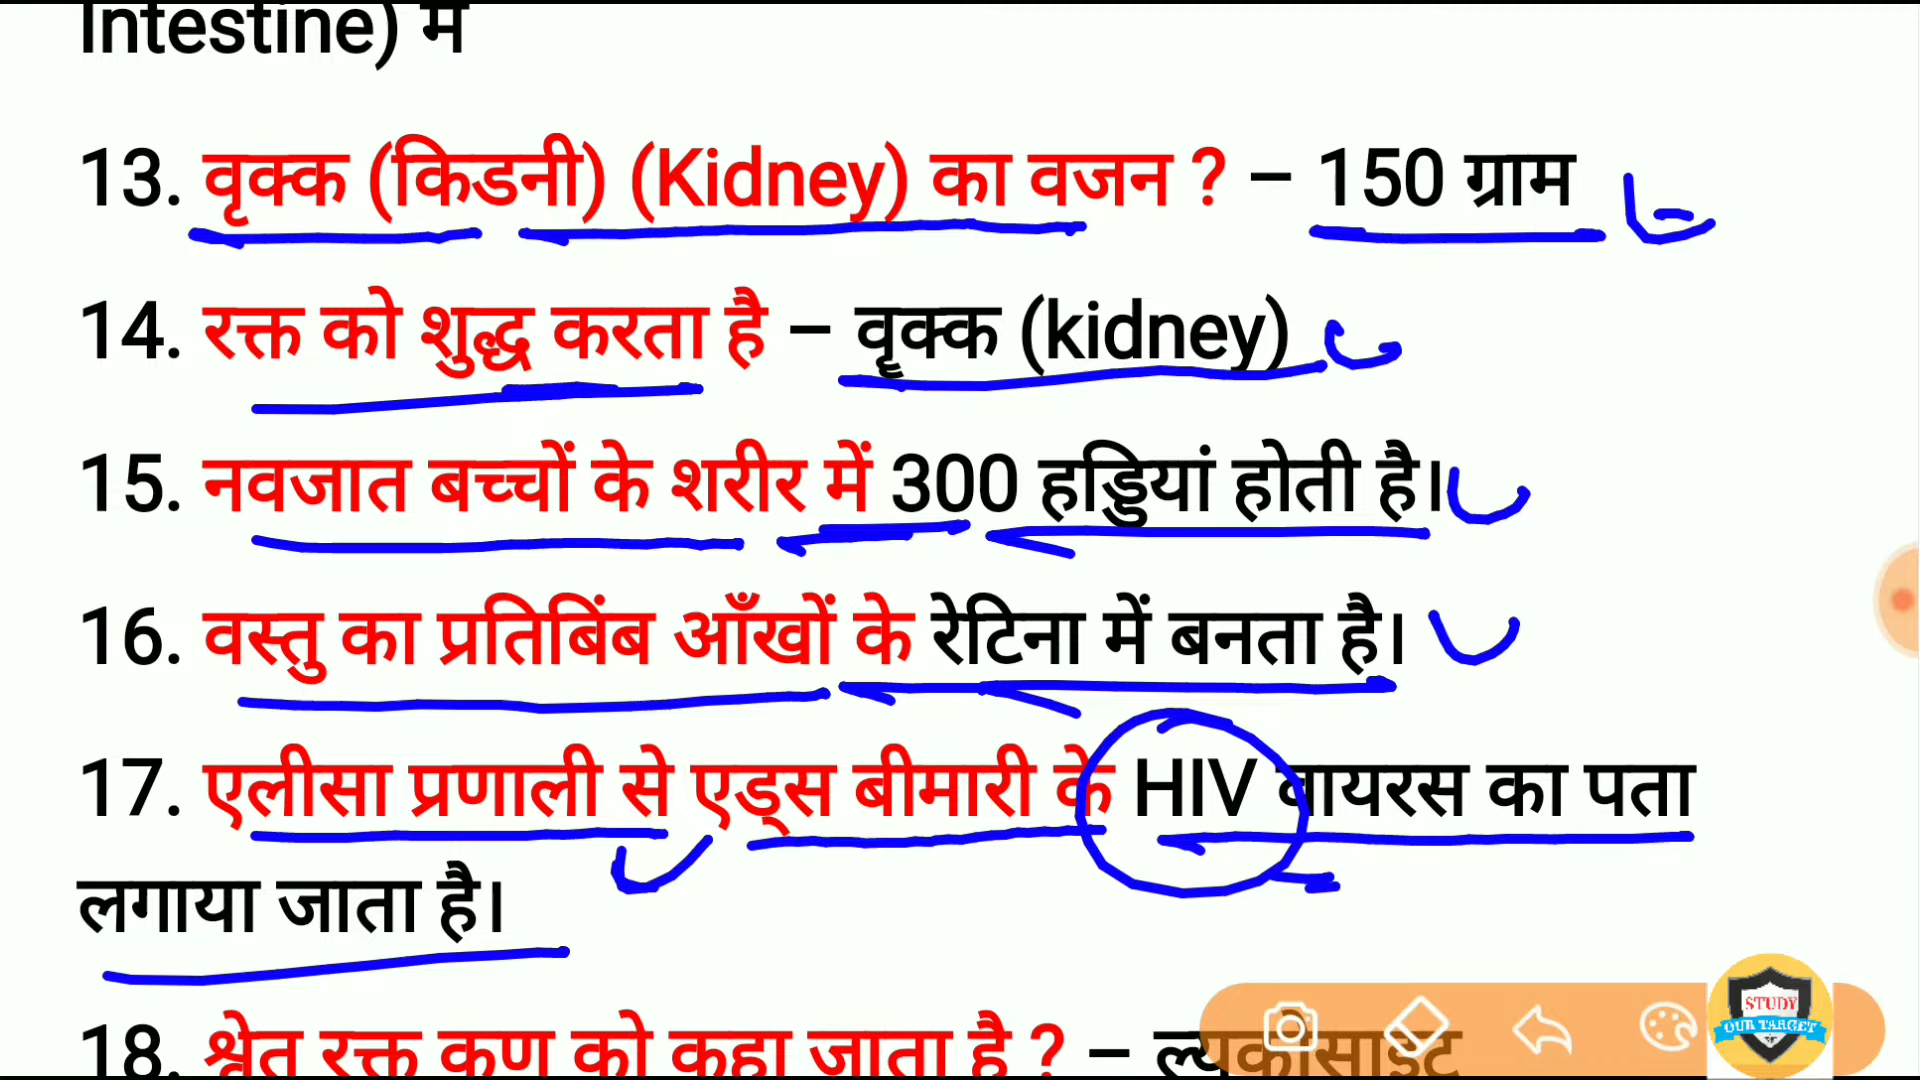 Intestine) में
13. वृक्क (किडनी) (Kidney) का वजन ? – 150 ग्राम
14. रक्त को शुद्ध करता है – वृक्क (kidney)
15. नवजात बच्चों के शरीर में 300 हड्डियां होती है।
16. वस्तु का प्रतिबिंब आँखों के रेटिना में बनता है।
17. एलीसा प्रणाली से एड्स बीमारी के HIV वायरस का पता
लगाया जाता है।
18. श्वेत रक्त कण को कहा जाता है ? – ल्यूकोसाइट
STUDY
OUR TARGET